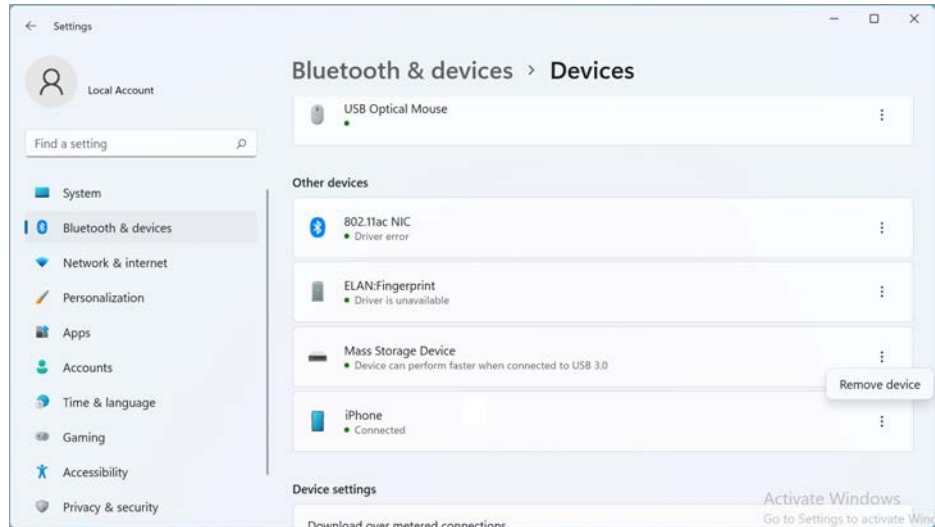 Settings
Local Account
Find a setting
System
Bluetooth & devices
Network & internet
Personalization
Apps
Accounts
Time & language
Gaming
Accessibility
Privacy & security
Bluetooth & devices > Devices
USB Optical Mouse
Other devices
802.11ac NIC
Driver error
ELAN:Fingerprint
Driver is unavailable
Mass Storage Device
Device can perform faster when connected to USB 3.0
Remove device
iPhone
Connected
Device settings
Download over metered connections
Activate Windows
Go to Settings to activate